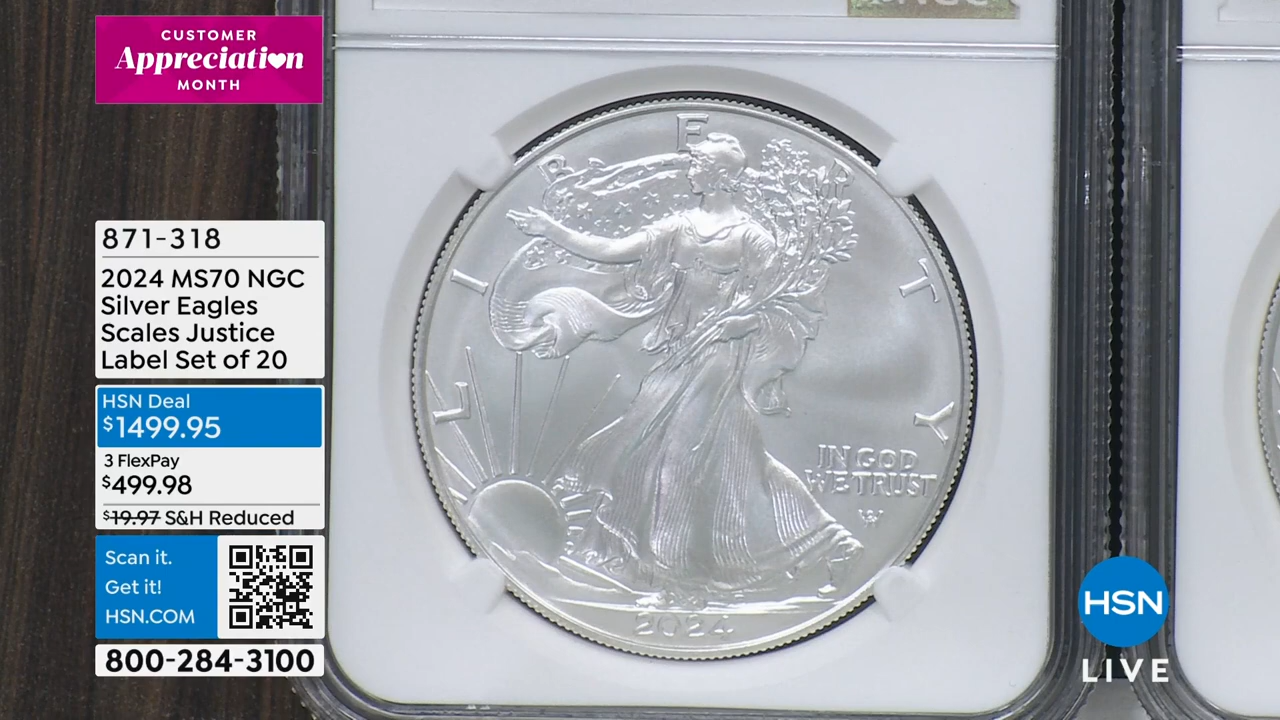 CUSTOMER
Appreciation
MONTH
871-318
2024 MS70 NGC
Silver Eagles
Scales Justice
Label Set of 20
HSN Deal
$1499.95
3 FlexPay
$499.98
$19.97 S&H Reduced
Scan it.
Get it!
HSN.COM
800-284-3100
LIBERTY
IN GOD
WE TRUST
2024
HSN
LIVE